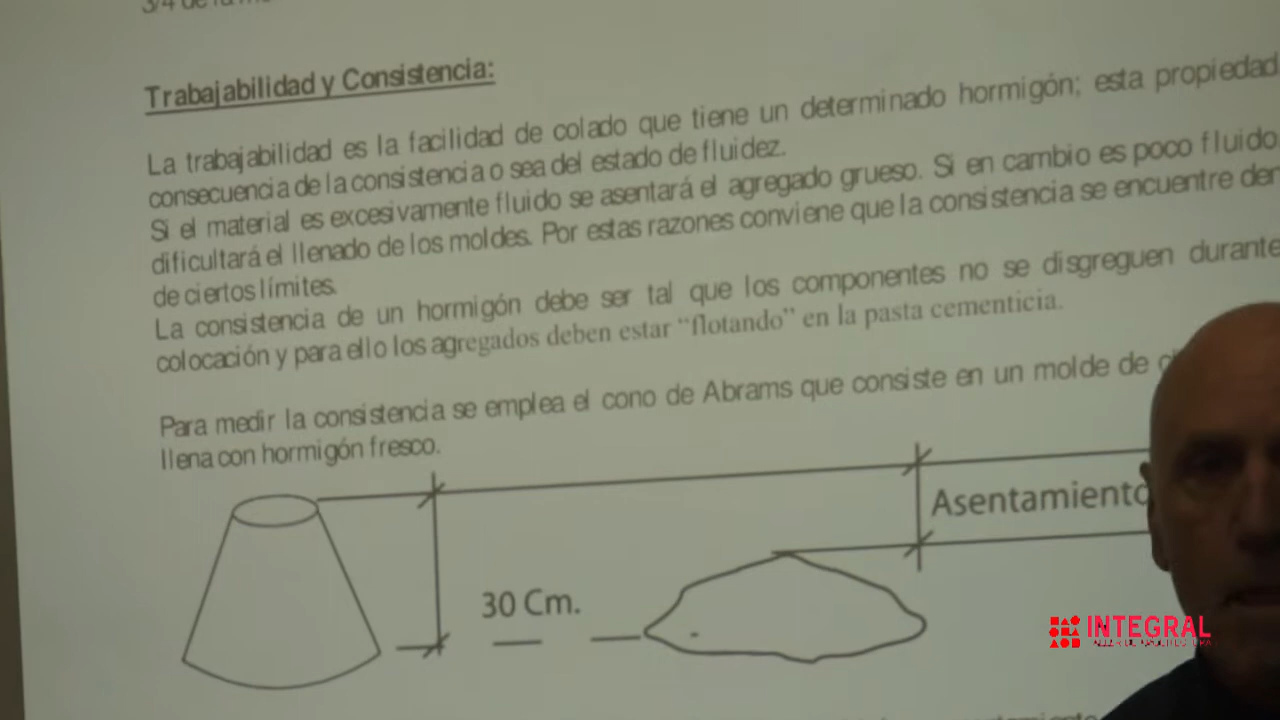 3/4 de la
Trabajabilidad y Consistencia:
La trabajabilidad es la facilidad de colado que tiene un determinado hormigón; esta propiedad
consecuencia de la consistencia o sea del estado de fluidez.
Si el material es excesivamente fluido se asentará el agregado grueso. Si en cambio es poco fluido
dificultará el llenado de los moldes. Por estas razones conviene que la consistencia se encuentre den
de ciertos límites.
La consistencia de un hormigón debe ser tal que los componentes no se disgreguen durante
colocación y para ello los agregados deben estar “flotando” en la pasta cementicia.
Para medir la consistencia se emplea el cono de Abrams que consiste en un molde de
llena con hormigón fresco.
Asentamiento
30 Cm.
INTEGRAL